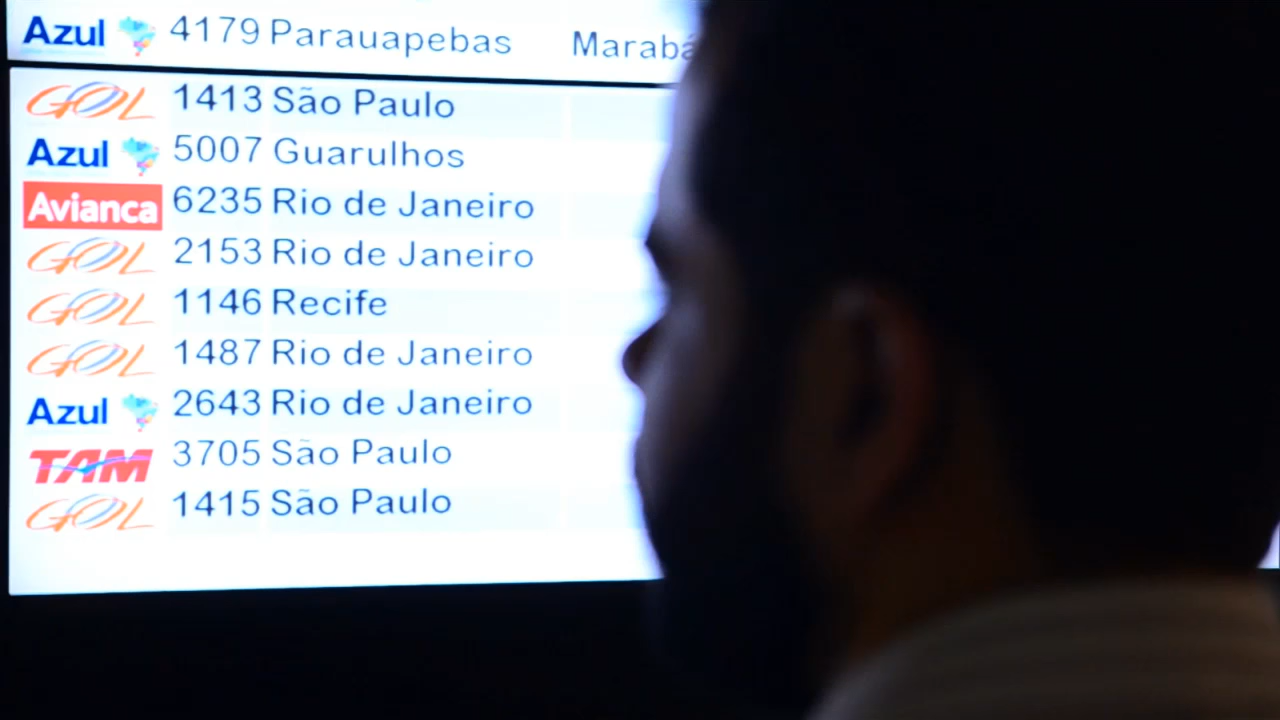 Azul 4179 Parauapebas Marabá
GOL 1413 São Paulo
Azul 5007 Guarulhos
Avianca 6235 Rio de Janeiro
GOL 2153 Rio de Janeiro
GOL 1146 Recife
GOL 1487 Rio de Janeiro
Azul 2643 Rio de Janeiro
TAM 3705 São Paulo
GOL 1415 São Paulo